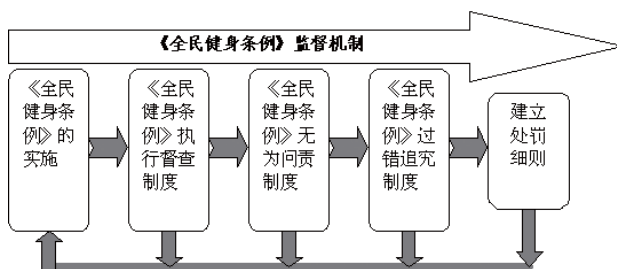 《全民健身条例》监督机制
《全民
健身条
例》的
实施
《全民
健身条
例》执
行督查
制度
《全民
健身条
例》无
为问责
制度
《全民
健身条
例》过
错追究
制度
建立
处罚
细则